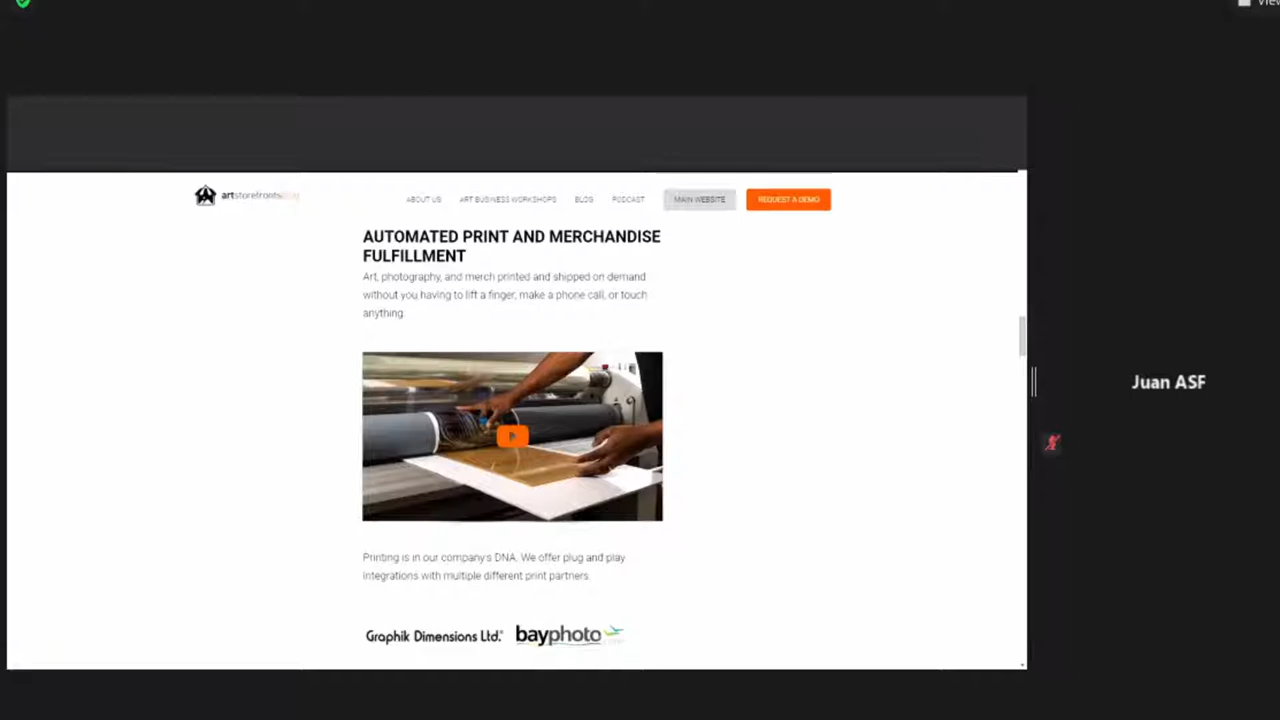 View
artstorefronts
ABOUT US ART BUSINESS WORKSHOPS BLOG PODCAST MAIN WEBSITE REQUEST A DEMO
AUTOMATED PRINT AND MERCHANDISE
FULFILLMENT
Art, photography, and merch printed and shipped on demand
without you having to lift a finger, make a phone call, or touch
anything.
Juan ASF
Printing is in our company's DNA. We offer plug and play
integrations with multiple different print partners.
Graphik Dimensions Ltd. bayphoto